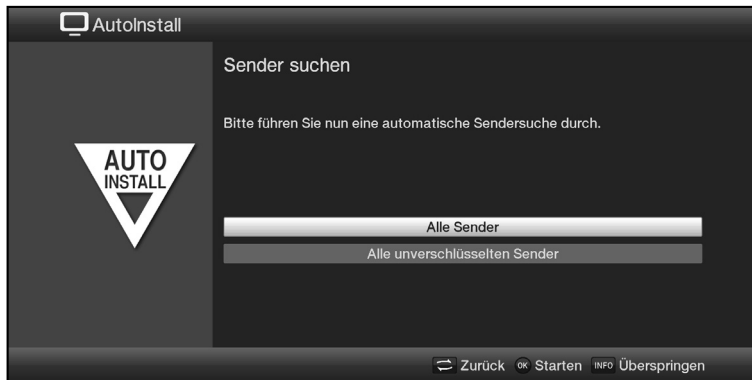 AutoInstall
Sender suchen
Bitte führen Sie nun eine automatische Sendersuche durch.
AUTO
INSTALL
Alle Sender
Alle unverschlüsselten Sender
Zurück OK Starten INFO Überspringen